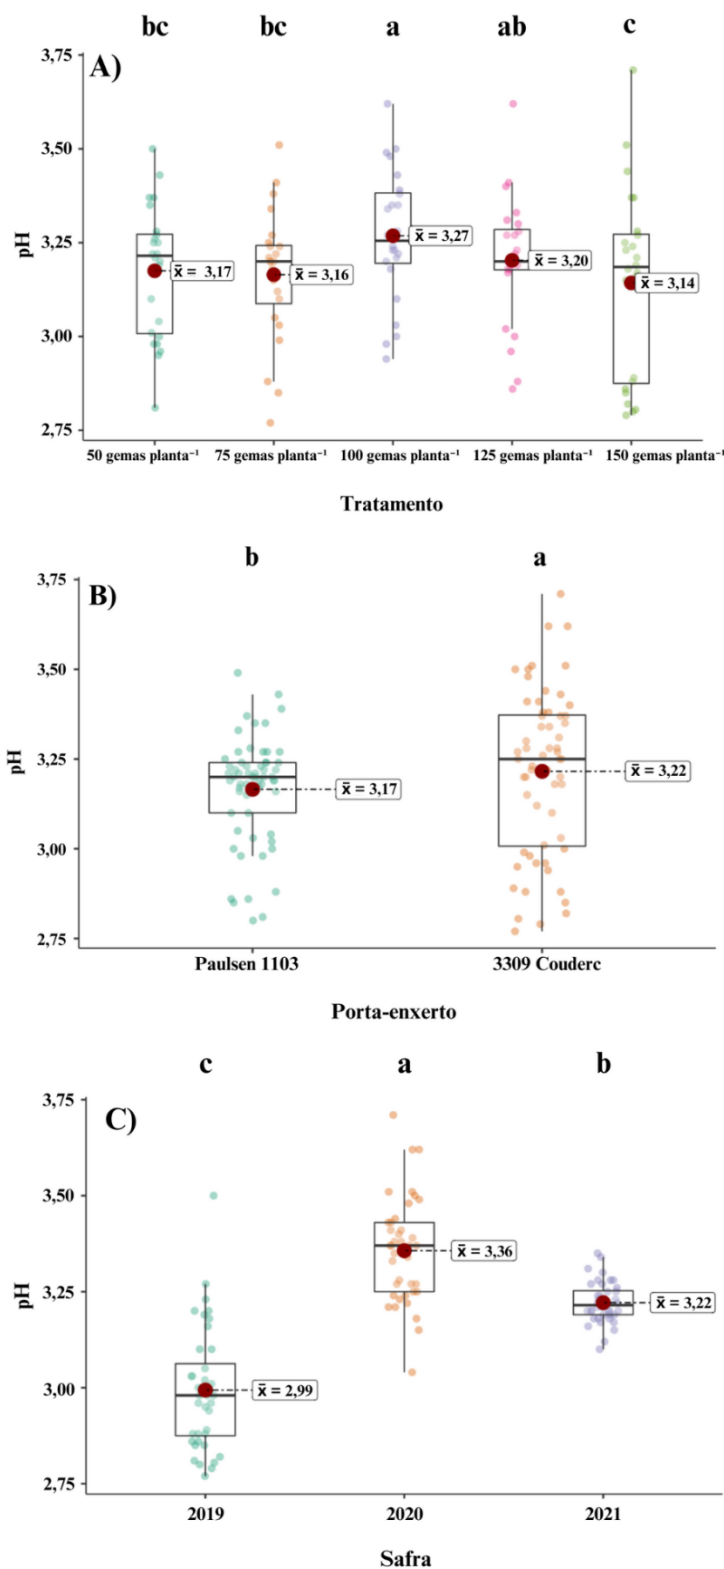 bc bc a ab c
A)
3,75
3,50
3,25
3,00
2,75
pH
x̄ = 3,17
x̄ = 3,16
x̄ = 3,27
x̄ = 3,20
x̄ = 3,14
50 gemas planta⁻¹ 75 gemas planta⁻¹ 100 gemas planta⁻¹ 125 gemas planta⁻¹ 150 gemas planta⁻¹
Tratamento
b a
B)
3,75
3,50
3,25
3,00
2,75
pH
x̄ = 3,17
x̄ = 3,22
Paulsen 1103 3309 Couderc
Porta-enxerto
c a b
C)
3,75
3,50
3,25
3,00
2,75
pH
x̄ = 2,99
x̄ = 3,36
x̄ = 3,22
2019 2020 2021
Safra